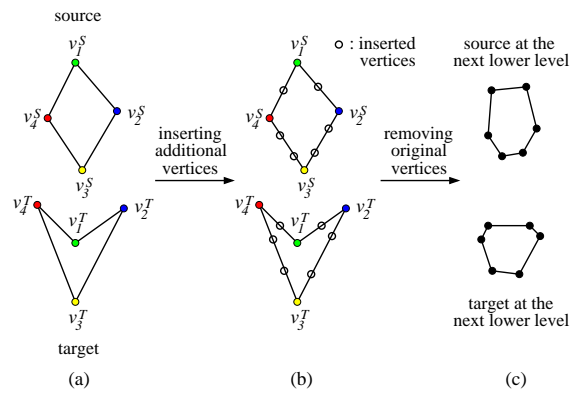 source
v₁ˢ
v₄ˢ
v₂ˢ
v₃ˢ
v₄ᵀ
v₁ᵀ
v₂ᵀ
v₃ᵀ
target
(a)
inserting
additional
vertices
: inserted
vertices
v₁ˢ
v₄ˢ
v₂ˢ
v₃ˢ
v₄ᵀ
v₁ᵀ
v₂ᵀ
v₃ᵀ
(b)
removing
original
vertices
source at the
next lower level
target at the
next lower level
(c)